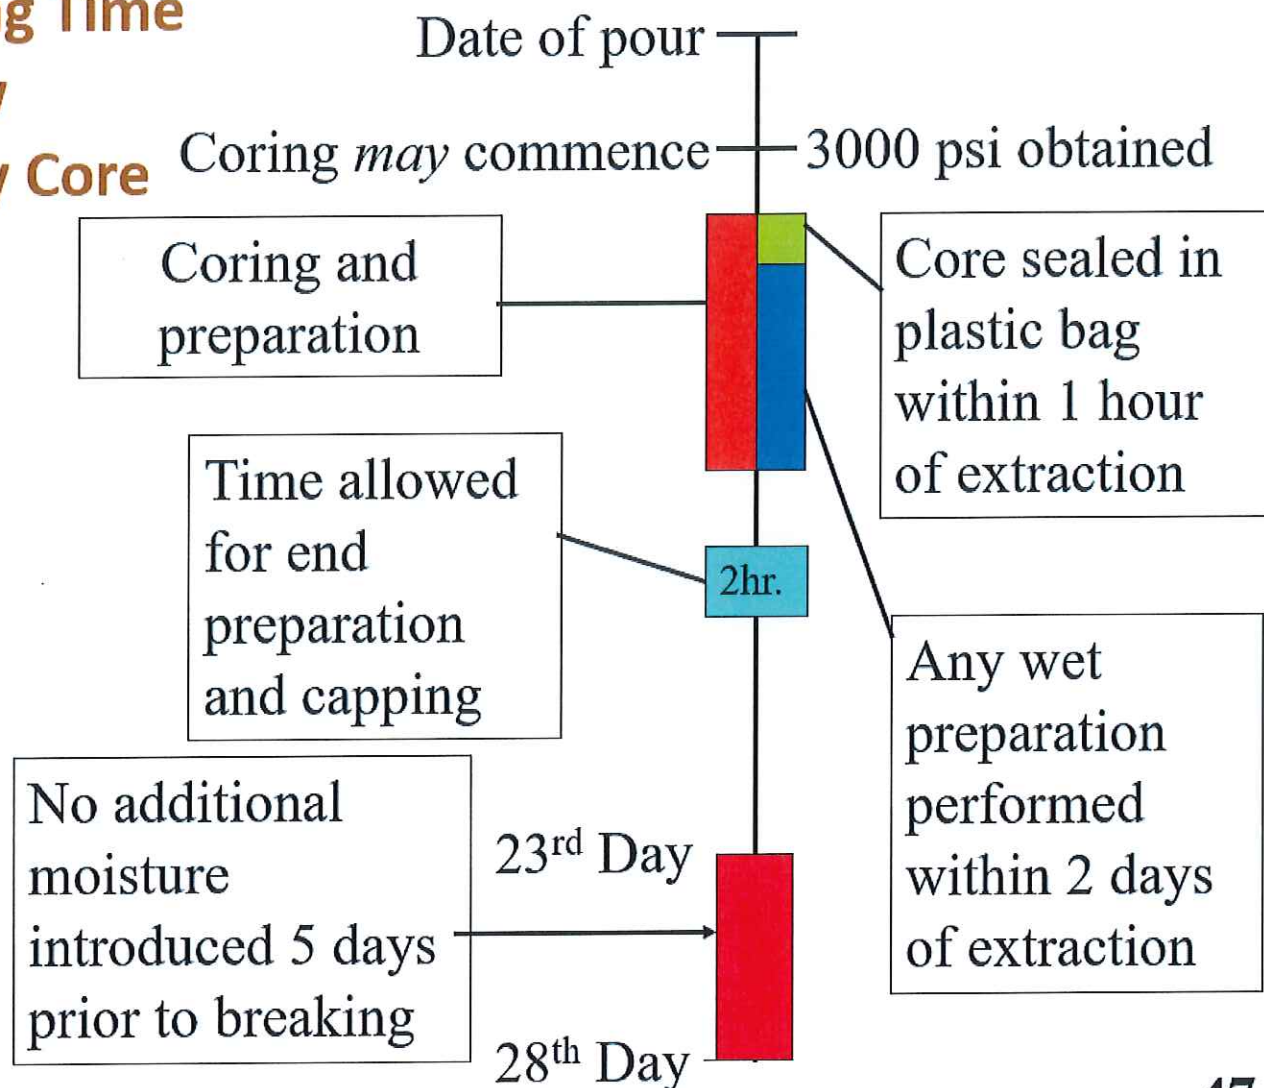 Time
Core
Date of pour
Coring may commence
3000 psi obtained
Coring and
preparation
Core sealed in
plastic bag
within 1 hour
of extraction
Time allowed
for end
preparation
and capping
2hr.
Any wet
preparation
performed
within 2 days
of extraction
No additional
moisture
introduced 5 days
prior to breaking
23rd Day
28th Day